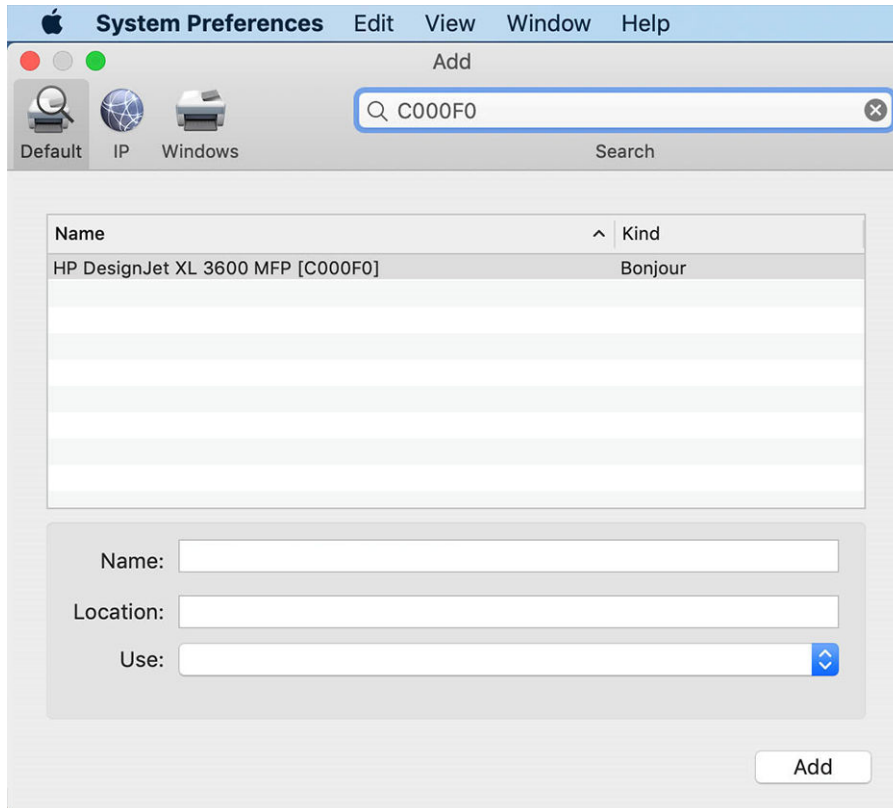 System Preferences Edit View Window Help
Add
C000F0
Default IP Windows Search
Name Kind
HP DesignJet XL 3600 MFP [C000F0] Bonjour
Name:
Location:
Use:
Add